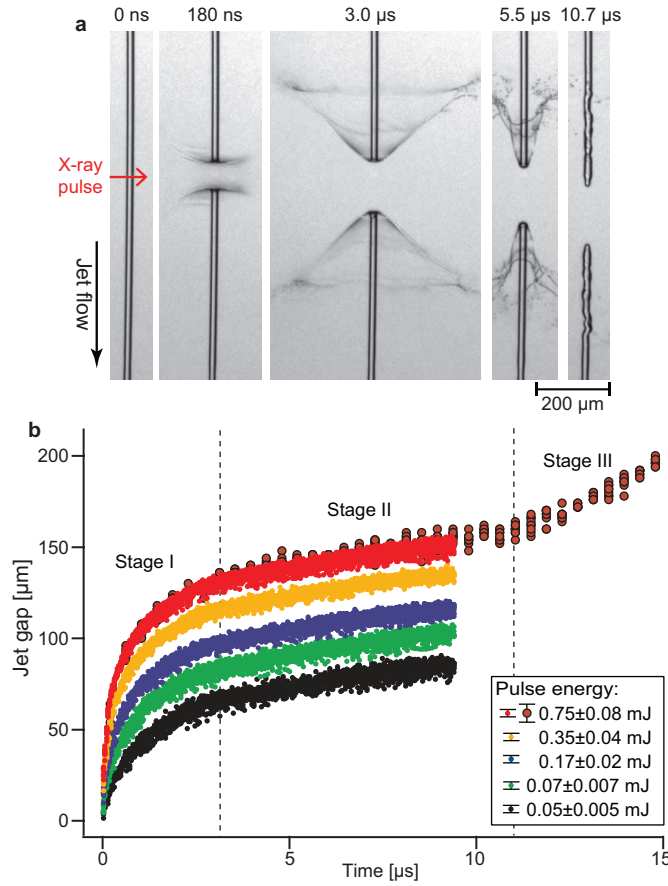 a
0 ns
180 ns
3.0 µs
5.5 µs
10.7 µs
X-ray
pulse
Jet flow
200 µm
b
200
150
100
50
0
Jet gap [µm]
Stage I
Stage II
Stage III
Pulse energy:
0.75±0.08 mJ
0.35±0.04 mJ
0.17±0.02 mJ
0.07±0.007 mJ
0.05±0.005 mJ
0
5
10
15
Time [µs]